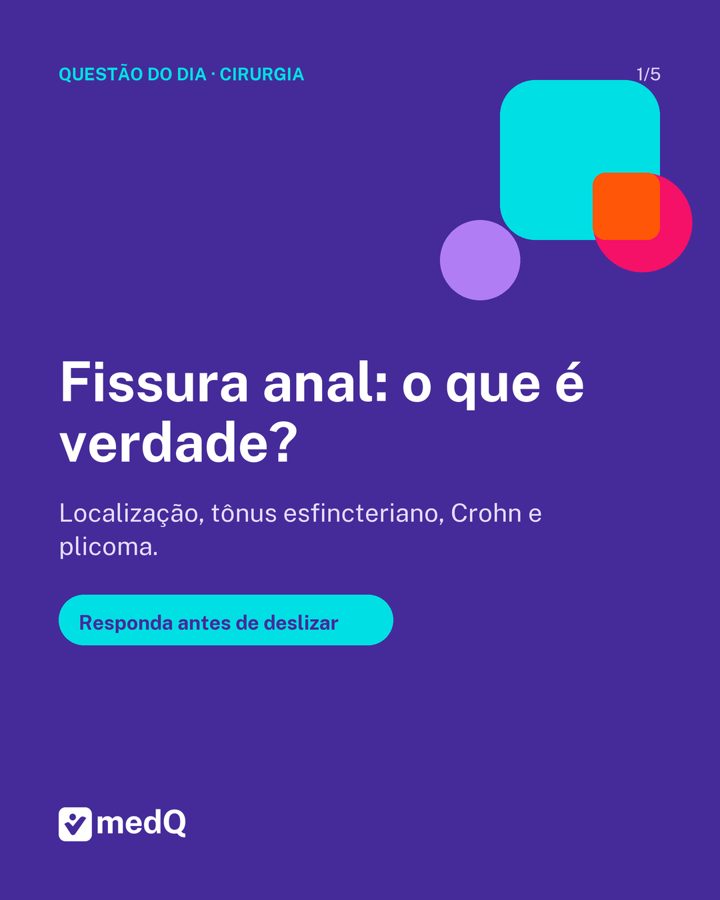 QUESTÃO DO DIA · CIRURGIA
1/5
Fissura anal: o que é
verdade?
Localização, tônus esfincteriano, Crohn e
plicoma.
Responda antes de deslizar
medQ